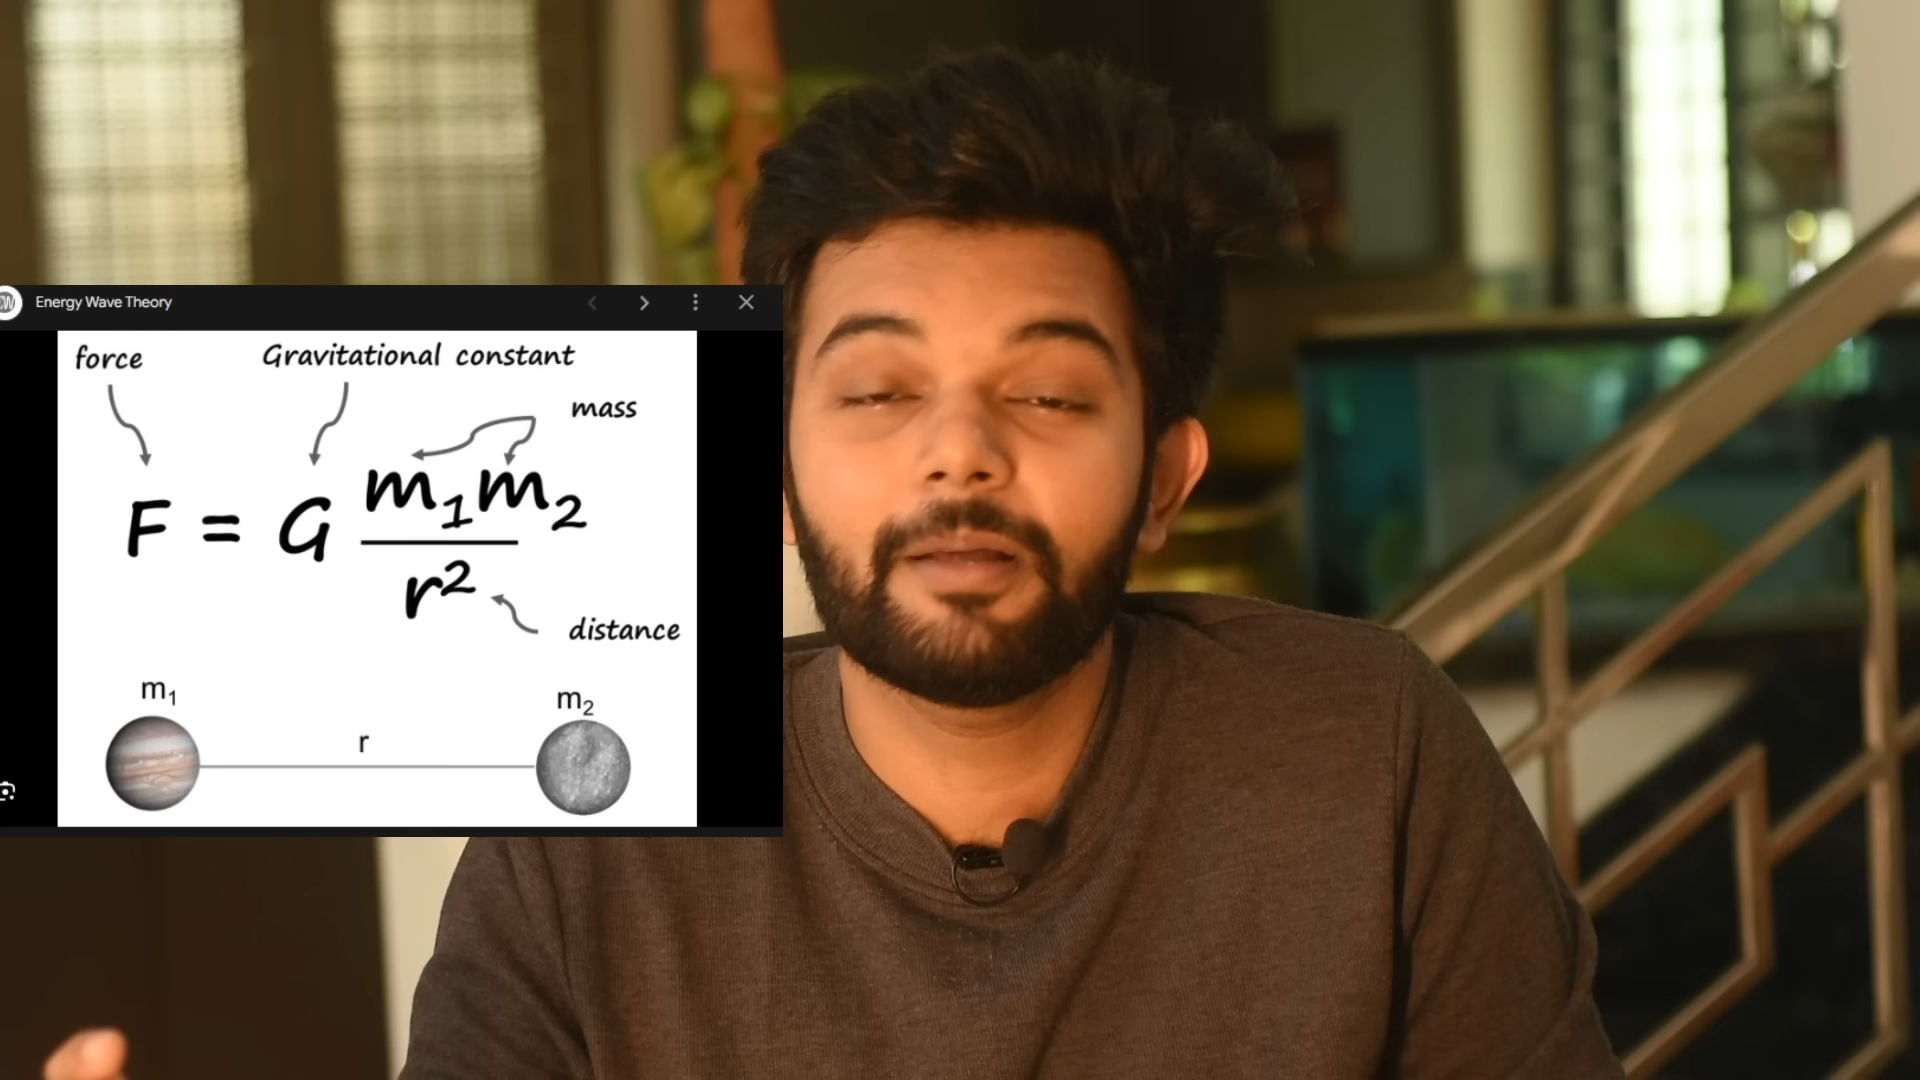 Energy Wave Theory
force
Gravitational constant
mass
F = G m₁m₂ / r²
distance
m₁
m₂
r